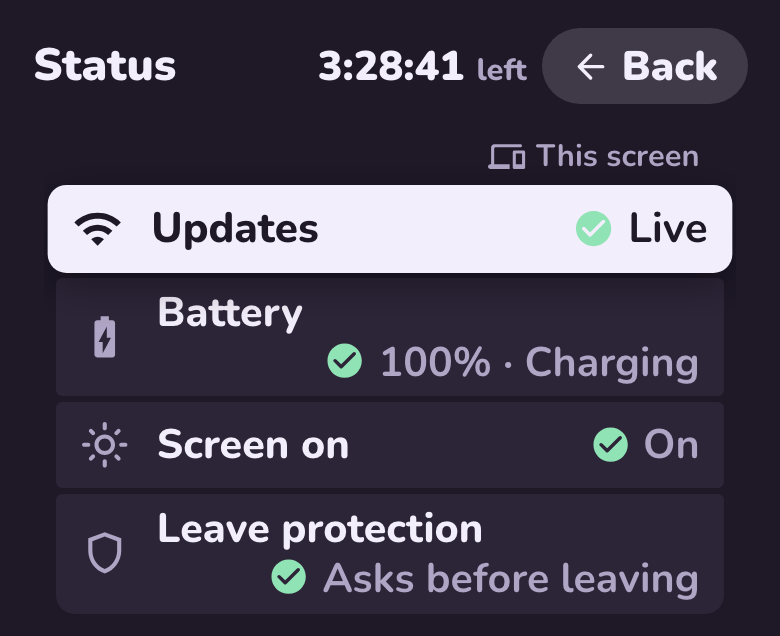 Status 3:28:41 left Back
This screen
Updates Live
Battery
100% · Charging
Screen on On
Leave protection
Asks before leaving